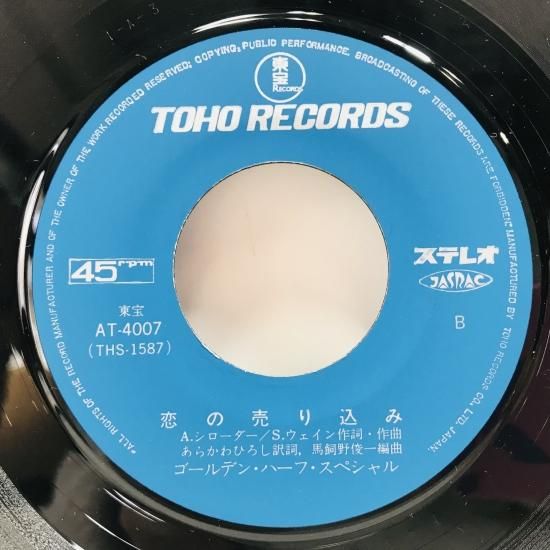 1-A-3
*ALL RIGHTS OF THE RECORD MANUFACTURER AND OF THE OWNER OF THE WORK RECORDED RESERVED; COPYING, PUBLIC PERFORMANCE, BROADCASTING OF THESE RECORDS ARE FORBIDDEN. MANUFACTURED BY TOHO RECORDS CO., LTD. JAPAN.
東宝
RECORDS
TOHO RECORDS
45rpm
ステレオ
JASRAC
東宝
AT-4007
(THS-1587)
B
恋の売り込み
A.シローダー/S.ウェイン作詞・作曲
あらかわひろし訳詞, 馬飼野俊一編曲
ゴールデン・ハーフ・スペシャル